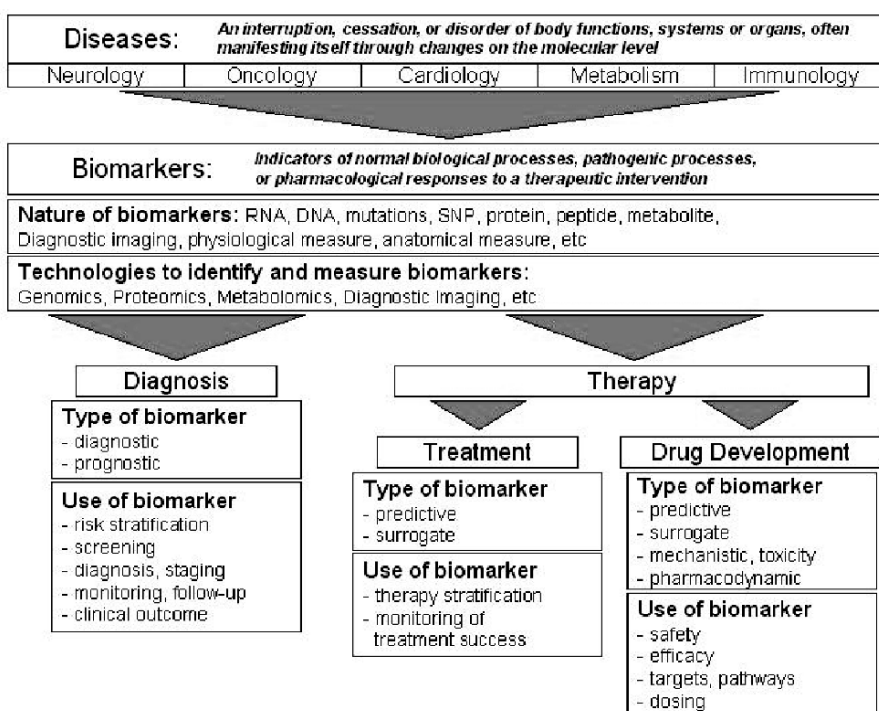 Diseases: An interruption, cessation, or disorder of body functions, systems or organs, often
manifesting itself through changes on the molecular level
Neurology Oncology Cardiology Metabolism Immunology
Biomarkers: Indicators of normal biological processes, pathogenic processes,
or pharmacological responses to a therapeutic intervention
Nature of biomarkers: RNA, DNA, mutations, SNP, protein, peptide, metabolite,
Diagnostic imaging, physiological measure, anatomical measure, etc
Technologies to identify and measure biomarkers:
Genomics, Proteomics, Metabolomics, Diagnostic Imaging, etc
Diagnosis
Type of biomarker
- diagnostic
- prognostic
Use of biomarker
- risk stratification
- screening
- diagnosis, staging
- monitoring, follow-up
- clinical outcome
Therapy
Treatment
Type of biomarker
- predictive
- surrogate
Use of biomarker
- therapy stratification
- monitoring of
treatment success
Drug Development
Type of biomarker
- predictive
- surrogate
- mechanistic, toxicity
- pharmacodynamic
Use of biomarker
- safety
- efficacy
- targets, pathways
- dosing